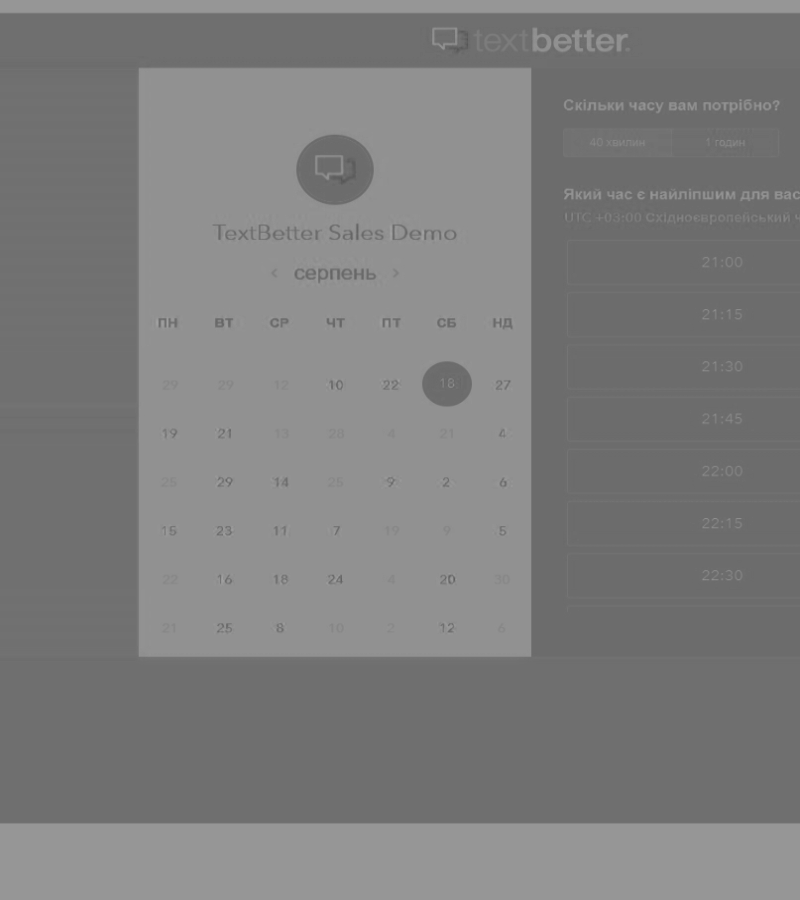 textbetter.
TextBetter Sales Demo
‹ серпень ›
ПН ВТ СР ЧТ ПТ СБ НД
29 29 12 10 22 18 27
19 21 13 28 4 21 4
25 29 14 25 9 2 6
15 23 11 7 19 9 5
22 16 18 24 4 20 30
21 25 8 10 2 12 6
Скільки часу вам потрібно?
40 хвилин 1 годин
Який час є найліпшим для вас
UTC +03:00 Східноєвропейський ч
21:00
21:15
21:30
21:45
22:00
22:15
22:30